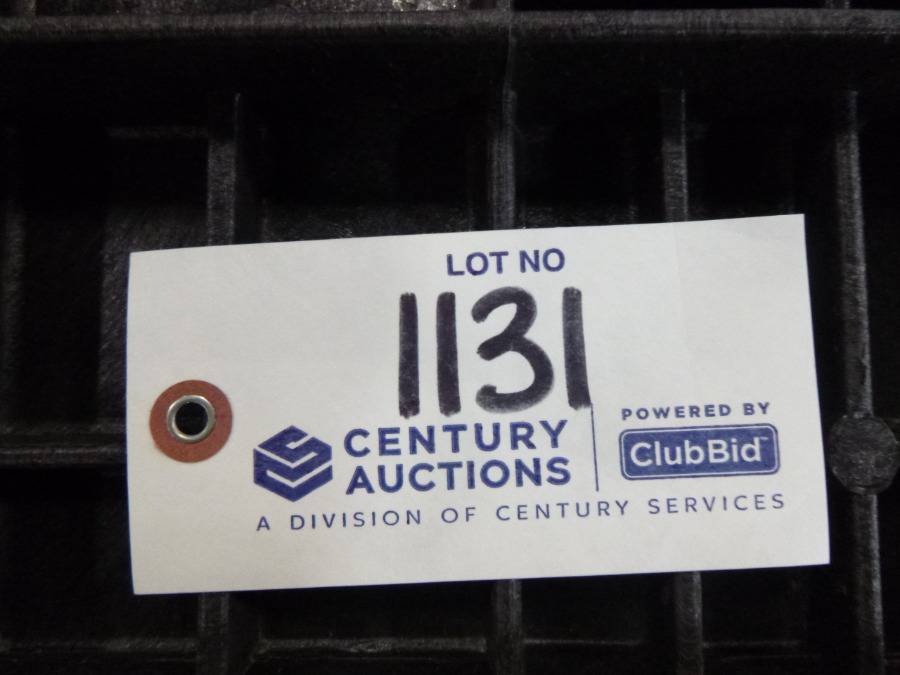 LOT NO
1131
CENTURY
AUCTIONS
POWERED BY
ClubBid™
A DIVISION OF CENTURY SERVICES